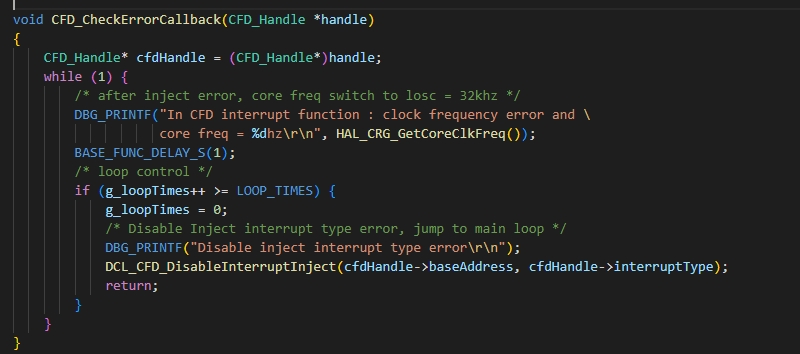 void CFD_CheckErrorCallback(CFD_Handle *handle)
{
    CFD_Handle* cfdHandle = (CFD_Handle*)handle;
    while (1) {
        /* after inject error, core freq switch to losc = 32khz */
        DBG_PRINTF("In CFD interrupt function : clock frequency error and \
                    core freq = %dhz\r\n", HAL_CRG_GetCoreClkFreq());
        BASE_FUNC_DELAY_S(1);
        /* loop control */
        if (g_loopTimes++ >= LOOP_TIMES) {
            g_loopTimes = 0;
            /* Disable Inject interrupt type error, jump to main loop */
            DBG_PRINTF("Disable inject interrupt type error\r\n");
            DCL_CFD_DisableInterruptInject(cfdHandle->baseAddress, cfdHandle->interruptType);
            return;
        }
    }
}